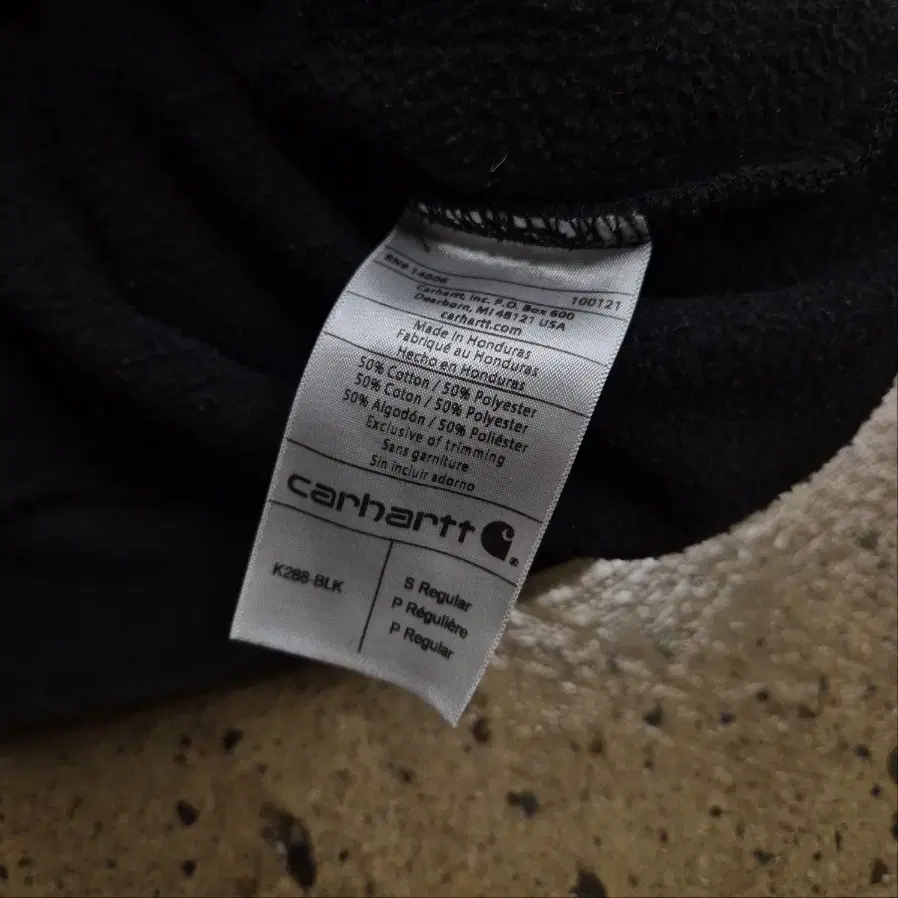 RN# 14806 100121
Carhartt, Inc. P.O. Box 600
Dearborn, MI 48121 USA
carhartt.com
Made in Honduras
Fabriqué au Honduras
Hecho en Honduras
50% Cotton / 50% Polyester
50% Coton / 50% Polyester
50% Algodón / 50% Poliéster
Exclusive of trimming
Sans garniture
Sin incluir adorno
carhartt
K288-BLK
S Regular
P Régulière
P Regular